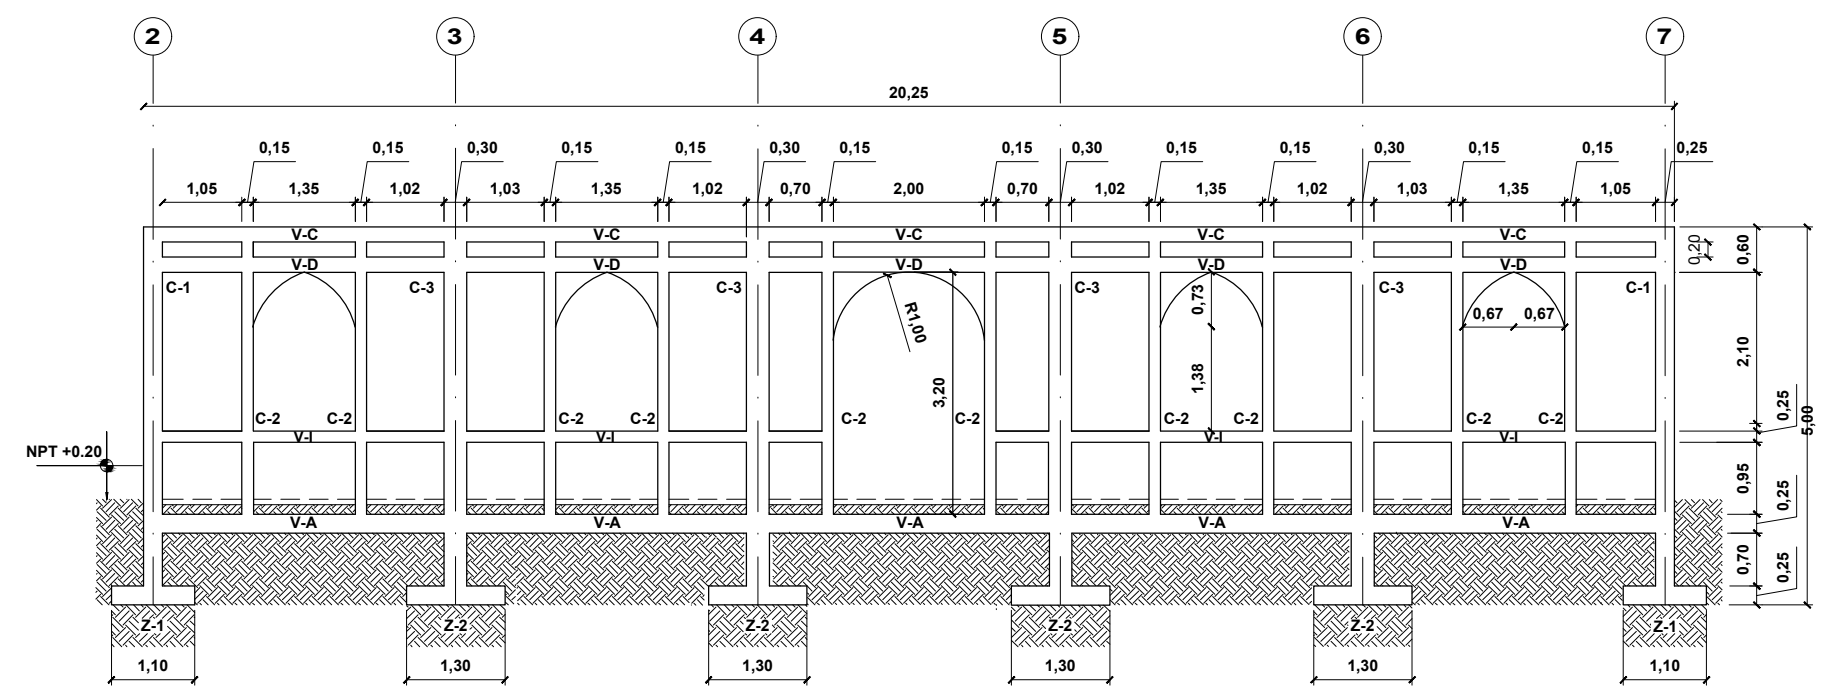 2 3 4 5 6 7
20,25
0,15 0,15 0,30 0,15 0,15 0,30 0,15 0,15 0,30 0,15 0,15 0,30 0,15 0,15 0,25
1,05 1,35 1,02 1,03 1,35 1,02 0,70 2,00 0,70 1,02 1,35 1,02 1,03 1,35 1,05
V-C V-C V-C V-C V-C
0,20 0,60
V-D V-D V-D V-D V-D
C-1 C-3 C-3 C-3 C-3 C-1
0,73
R1,00
0,67 0,67
2,10
1,38
3,20
C-2 C-2 C-2 C-2 C-2 C-2 C-2 C-2 C-2 C-2
0,25
5,00
V-I V-I V-I V-I
NPT +0.20
0,95
0,25
V-A V-A V-A V-A V-A
0,70
0,25
Z-1 Z-2 Z-2 Z-2 Z-2 Z-1
1,10 1,30 1,30 1,30 1,30 1,10